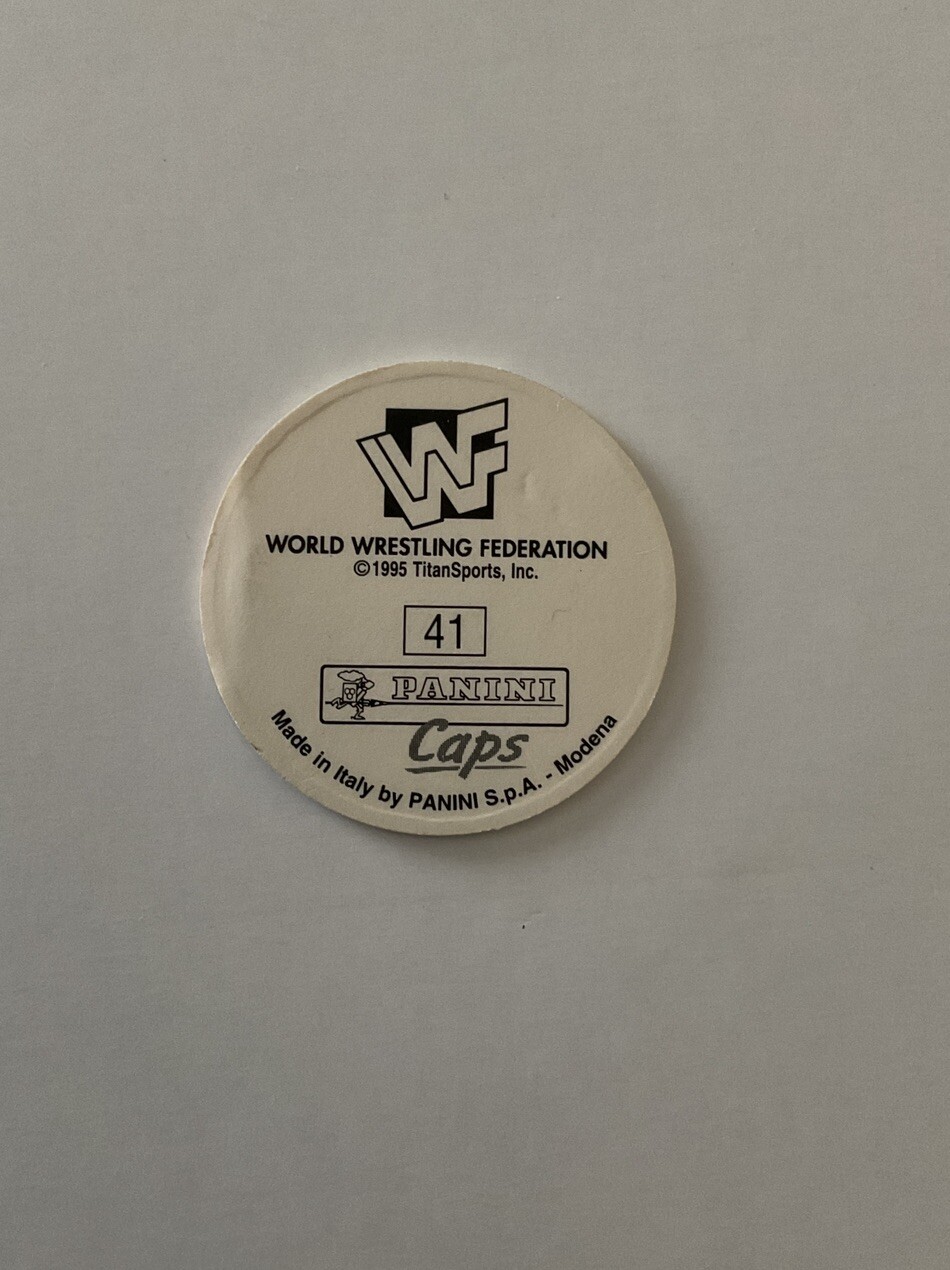 WF
WORLD WRESTLING FEDERATION
©1995 TitanSports, Inc.
41
PANINI
Caps
Made in Italy by PANINI S.p.A. - Modena